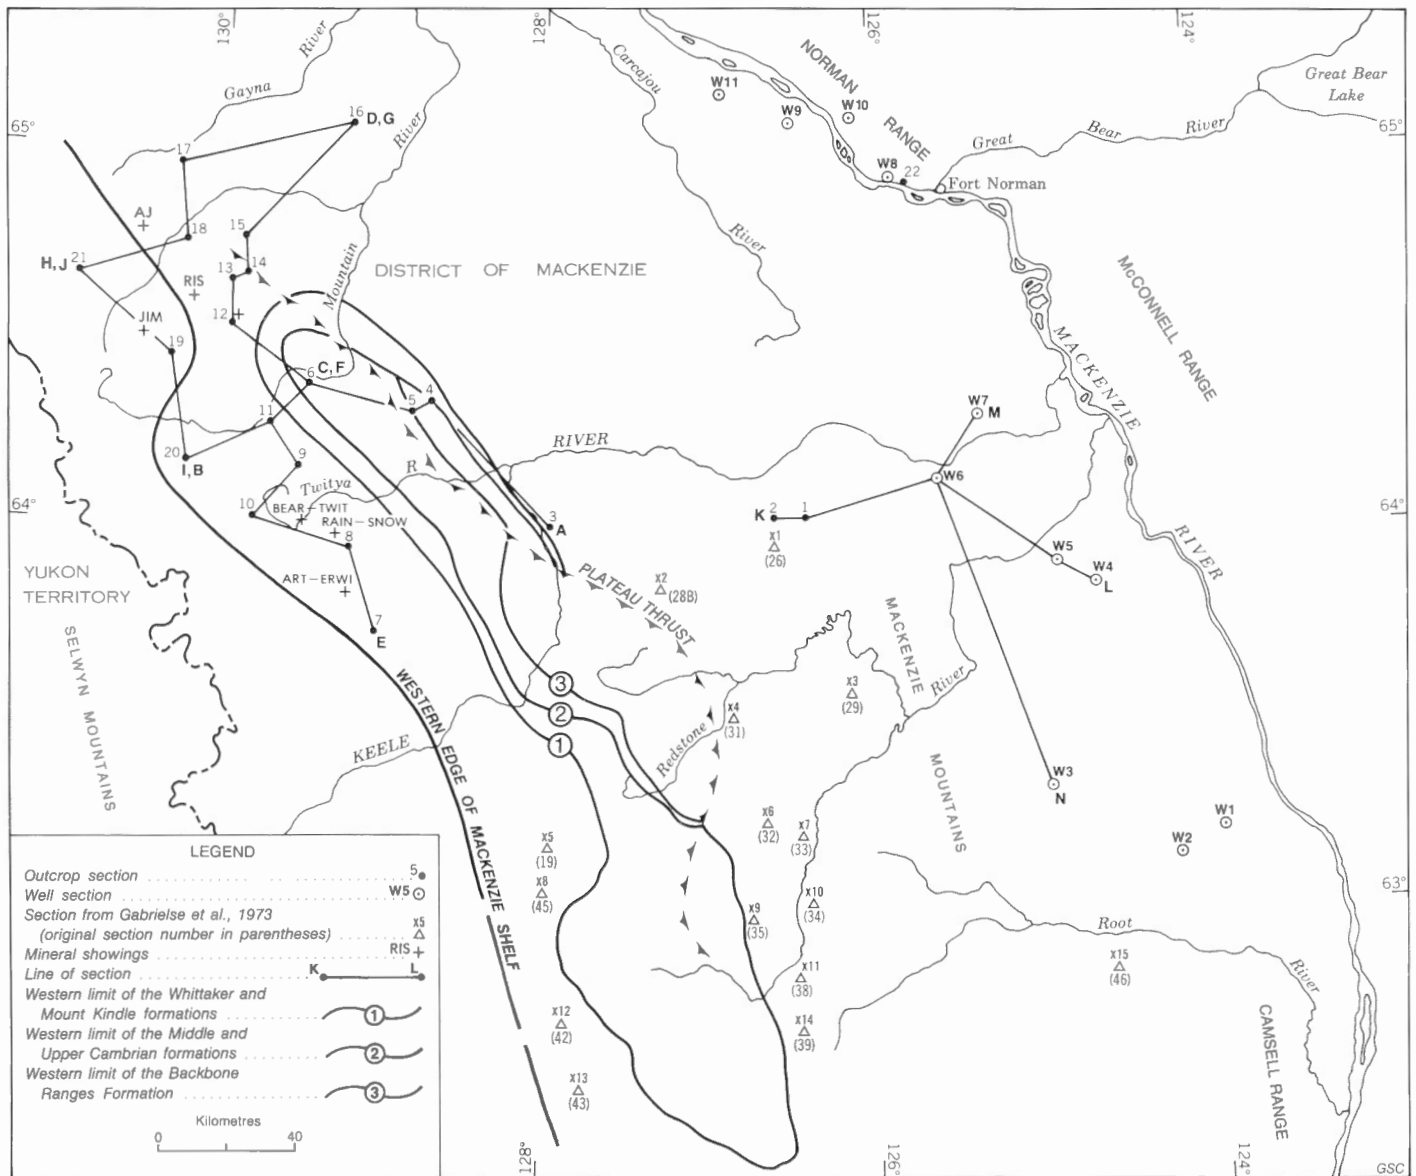 130°
128°
126°
124°
Gayna
River
River
Carcajou
River
NORMAN
RANGE
Great Bear
Lake
Great
Bear
River
65°
65°
W11
W9
W10
W8
22
Fort Norman
16
D,G
17
18
15
14
13
12
AJ
H,J
21
RIS
JIM
19
Mountain
DISTRICT OF MACKENZIE
McCONNELL RANGE
MACKENZIE
RIVER
C,F
6
4
5
11
20
I,B
9
10
Twitya
R
RIVER
BEAR-TWIT
RAIN-SNOW
8
ART-ERWI
7
E
3
A
W7
M
W6
64°
64°
K
2
1
x1
(26)
x2
(28B)
W5
W4
L
YUKON
TERRITORY
SELWYN MOUNTAINS
PLATEAU THRUST
MACKENZIE
MOUNTAINS
River
x3
(29)
x4
(31)
Redstone
WESTERN EDGE OF MACKENZIE SHELF
KEELE
3
2
1
W3
N
W1
W2
x5
(19)
x6
(32)
x7
(33)
x8
(45)
x9
(35)
x10
(34)
63°
Root
River
x15
(46)
x11
(38)
x12
(42)
x14
(39)
x13
(43)
CAMSELL RANGE
128°
126°
124°
GSC
LEGEND
Outcrop section 5
Well section W5
Section from Gabrielse et al., 1973
(original section number in parentheses) x5
Mineral showings RIS
Line of section K L
Western limit of the Whittaker and
Mount Kindle formations 1
Western limit of the Middle and
Upper Cambrian formations 2
Western limit of the Backbone
Ranges Formation 3
Kilometres
0 40